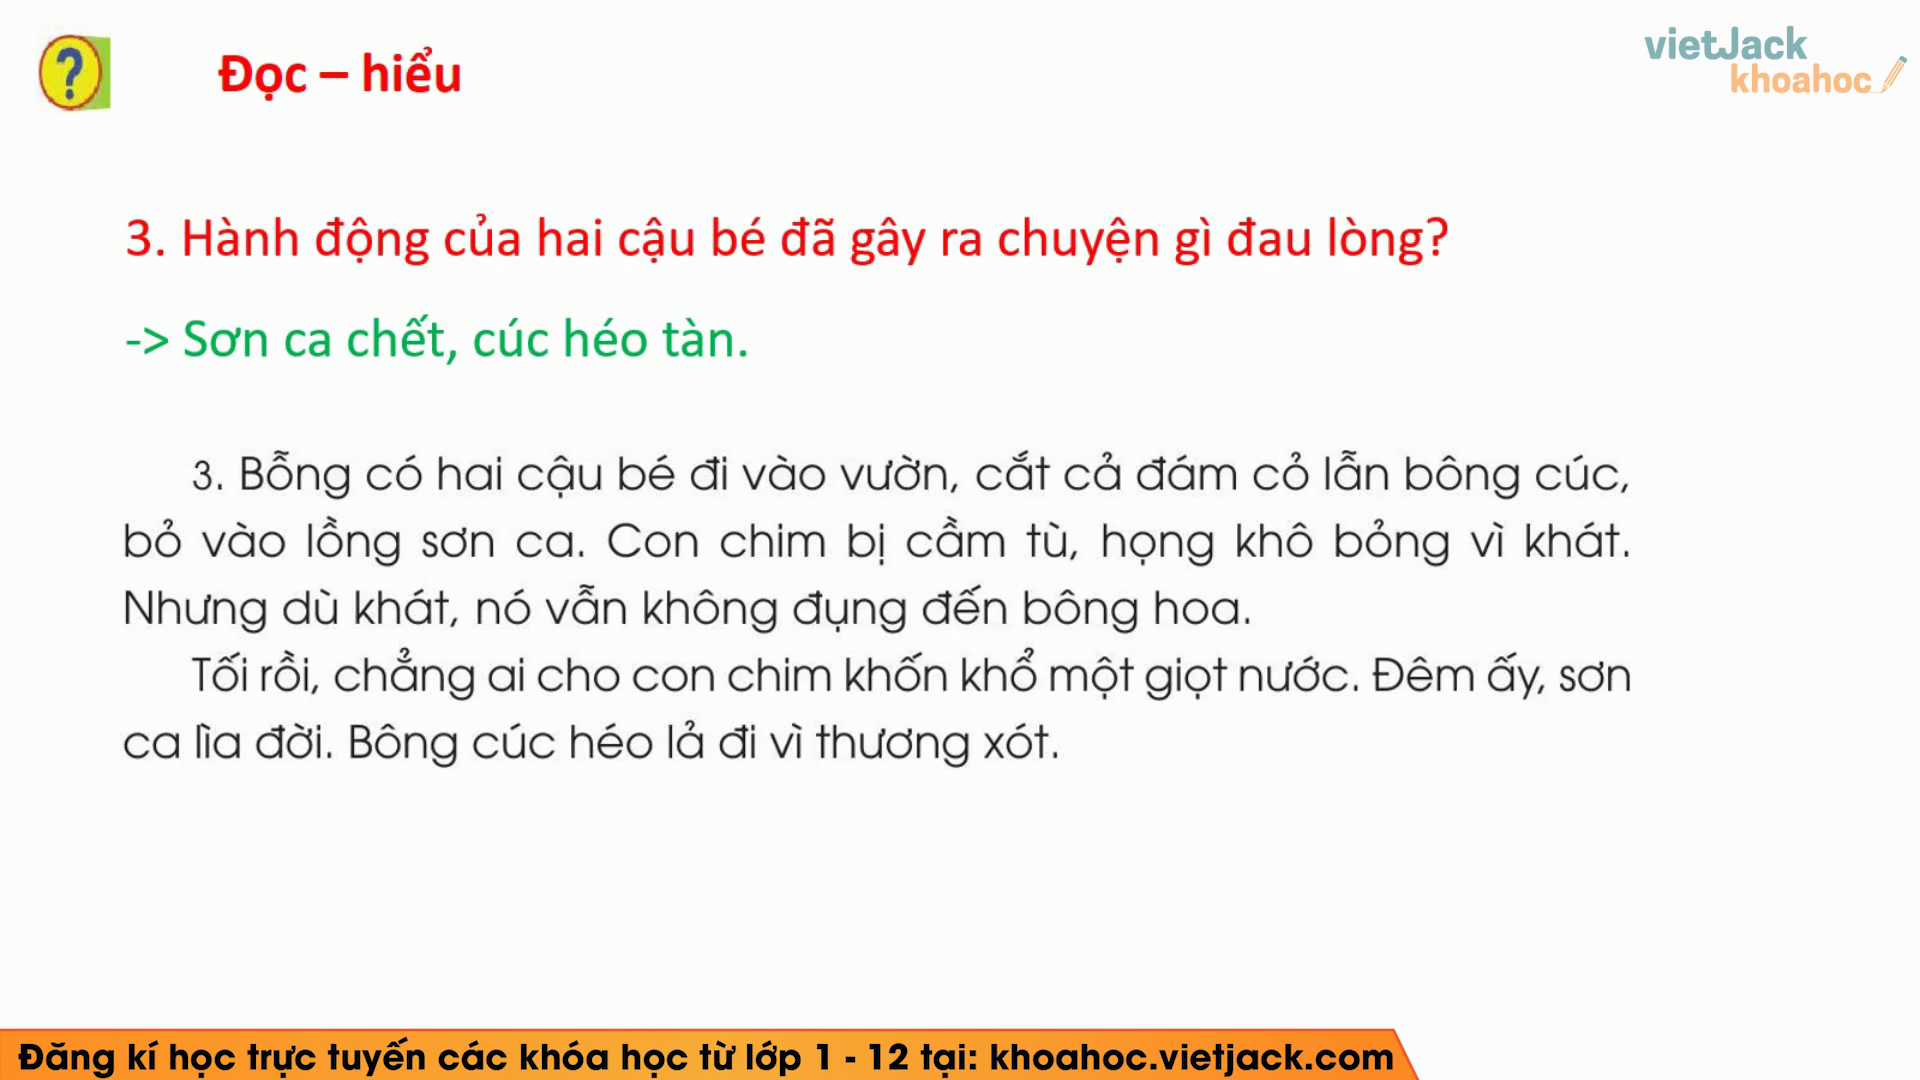 ?
Đọc – hiểu
vietJack
khoahoc
3. Hành động của hai cậu bé đã gây ra chuyện gì đau lòng?
-> Sơn ca chết, cúc héo tàn.
3. Bỗng có hai cậu bé đi vào vườn, cắt cả đám cỏ lẫn bông cúc,
bỏ vào lồng sơn ca. Con chim bị cầm tù, họng khô bỏng vì khát.
Nhưng dù khát, nó vẫn không đụng đến bông hoa.
Tối rồi, chẳng ai cho con chim khốn khổ một giọt nước. Đêm ấy, sơn
ca lìa đời. Bông cúc héo lả đi vì thương xót.
Đăng kí học trực tuyến các khóa học từ lớp 1 - 12 tại: khoahoc.vietjack.com